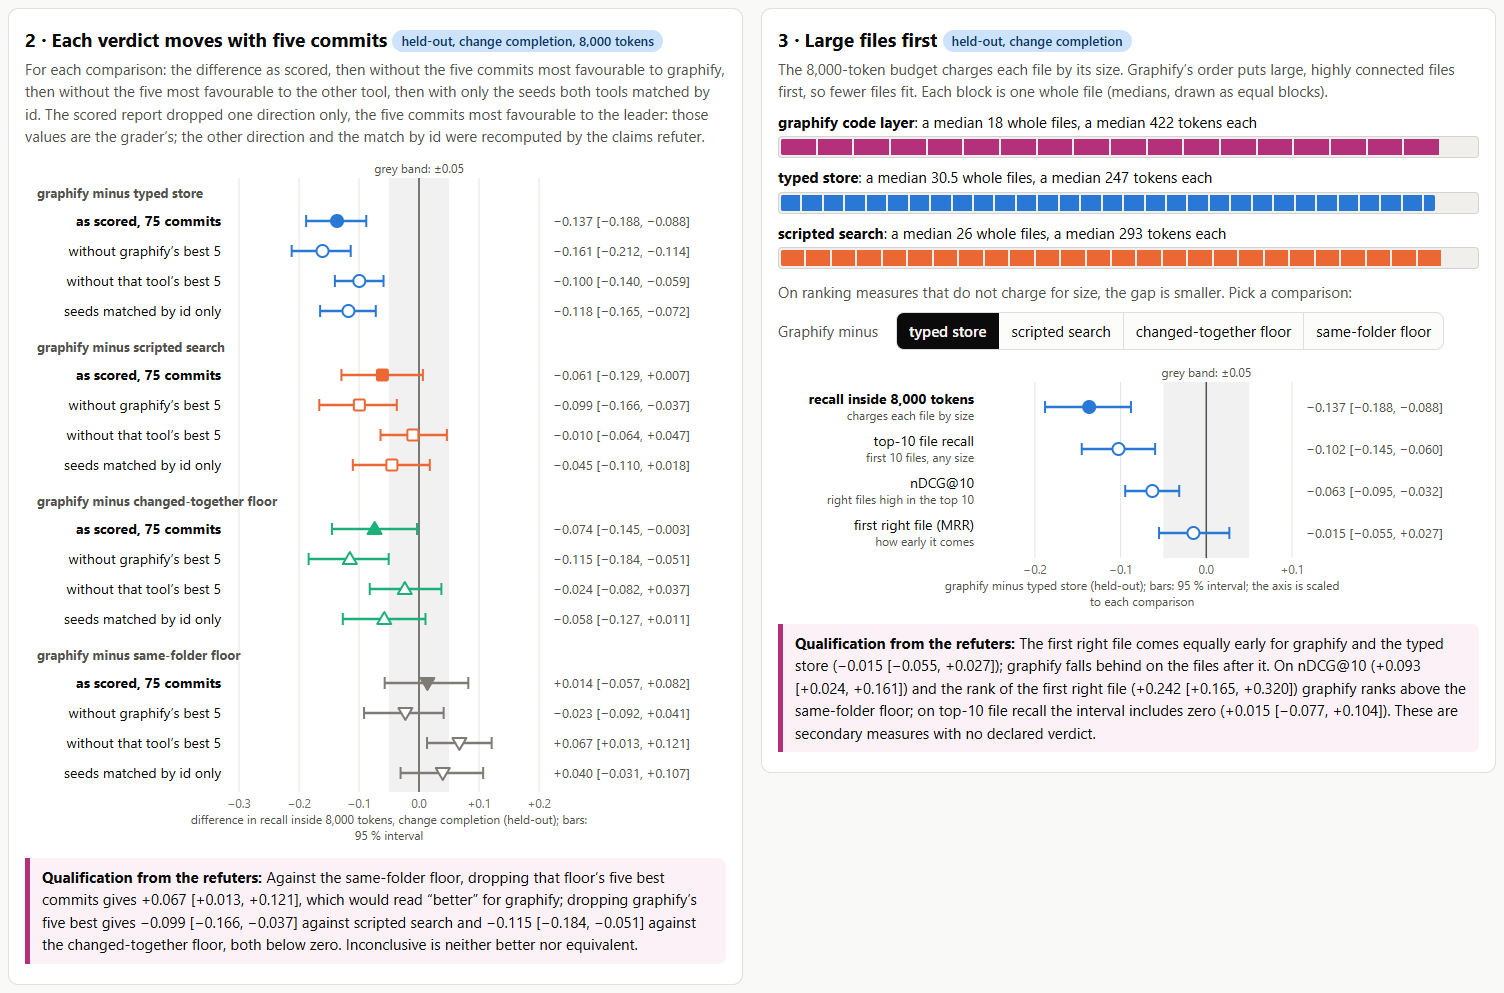 2 · Each verdict moves with five commits held-out, change completion, 8,000 tokens
For each comparison: the difference as scored, then without the five commits most favourable to graphify,
then without the five most favourable to the other tool, then with only the seeds both tools matched by
id. The scored report dropped one direction only, the five commits most favourable to the leader: those
values are the grader’s; the other direction and the match by id were recomputed by the claims refuter.
grey band: ±0.05
graphify minus typed store
as scored, 75 commits −0.137 [−0.188, −0.088]
without graphify’s best 5 −0.161 [−0.212, −0.114]
without that tool’s best 5 −0.100 [−0.140, −0.059]
seeds matched by id only −0.118 [−0.165, −0.072]
graphify minus scripted search
as scored, 75 commits −0.061 [−0.129, +0.007]
without graphify’s best 5 −0.099 [−0.166, −0.037]
without that tool’s best 5 −0.010 [−0.064, +0.047]
seeds matched by id only −0.045 [−0.110, +0.018]
graphify minus changed-together floor
as scored, 75 commits −0.074 [−0.145, −0.003]
without graphify’s best 5 −0.115 [−0.184, −0.051]
without that tool’s best 5 −0.024 [−0.082, +0.037]
seeds matched by id only −0.058 [−0.127, +0.011]
graphify minus same-folder floor
as scored, 75 commits +0.014 [−0.057, +0.082]
without graphify’s best 5 −0.023 [−0.092, +0.041]
without that tool’s best 5 +0.067 [+0.013, +0.121]
seeds matched by id only +0.040 [−0.031, +0.107]
−0.3 −0.2 −0.1 0.0 +0.1 +0.2
difference in recall inside 8,000 tokens, change completion (held-out); bars:
95 % interval
Qualification from the refuters: Against the same-folder floor, dropping that floor’s five best
commits gives +0.067 [+0.013, +0.121], which would read “better” for graphify; dropping graphify’s
five best gives −0.099 [−0.166, −0.037] against scripted search and −0.115 [−0.184, −0.051] against
the changed-together floor, both below zero. Inconclusive is neither better nor equivalent.
3 · Large files first held-out, change completion
The 8,000-token budget charges each file by its size. Graphify’s order puts large, highly connected files
first, so fewer files fit. Each block is one whole file (medians, drawn as equal blocks).
graphify code layer: a median 18 whole files, a median 422 tokens each
typed store: a median 30.5 whole files, a median 247 tokens each
scripted search: a median 26 whole files, a median 293 tokens each
On ranking measures that do not charge for size, the gap is smaller. Pick a comparison:
Graphify minus typed store scripted search changed-together floor same-folder floor
grey band: ±0.05
recall inside 8,000 tokens −0.137 [−0.188, −0.088]
charges each file by size
top-10 file recall −0.102 [−0.145, −0.060]
first 10 files, any size
nDCG@10 −0.063 [−0.095, −0.032]
right files high in the top 10
first right file (MRR) −0.015 [−0.055, +0.027]
how early it comes
−0.2 −0.1 0.0 +0.1
graphify minus typed store (held-out); bars: 95 % interval; the axis is scaled
to each comparison
Qualification from the refuters: The first right file comes equally early for graphify and the typed
store (−0.015 [−0.055, +0.027]); graphify falls behind on the files after it. On nDCG@10 (+0.093
[+0.024, +0.161]) and the rank of the first right file (+0.242 [+0.165, +0.320]) graphify ranks above the
same-folder floor; on top-10 file recall the interval includes zero (+0.015 [−0.077, +0.104]). These are
secondary measures with no declared verdict.